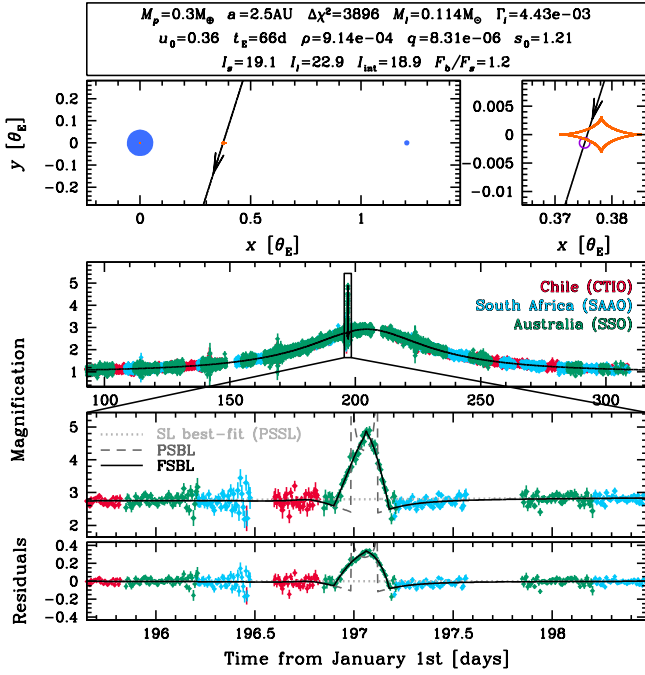 M_p=0.3M_⊕ a=2.5AU Δχ²=3896 M_l=0.114M_⊙ Γ_i=4.43e-03
u_0=0.36 t_E=66d ρ=9.14e-04 q=8.31e-06 s_0=1.21
I_s=19.1 I_l=22.9 I_int=18.9 F_b/F_s=1.2
y [θ_E]
0.2
0.1
0
-0.1
-0.2
0 0.5 1
x [θ_E]
0.005
0
-0.005
-0.01
0.37 0.38
x [θ_E]
Magnification
5
4
3
2
1
Chile (CTIO)
South Africa (SAAO)
Australia (SSO)
100 150 200 250 300
5
4
3
2
SL best-fit (PSSL)
PSBL
FSBL
Residuals
0.4
0.2
0
-0.2
-0.4
196 196.5 197 197.5 198
Time from January 1st [days]